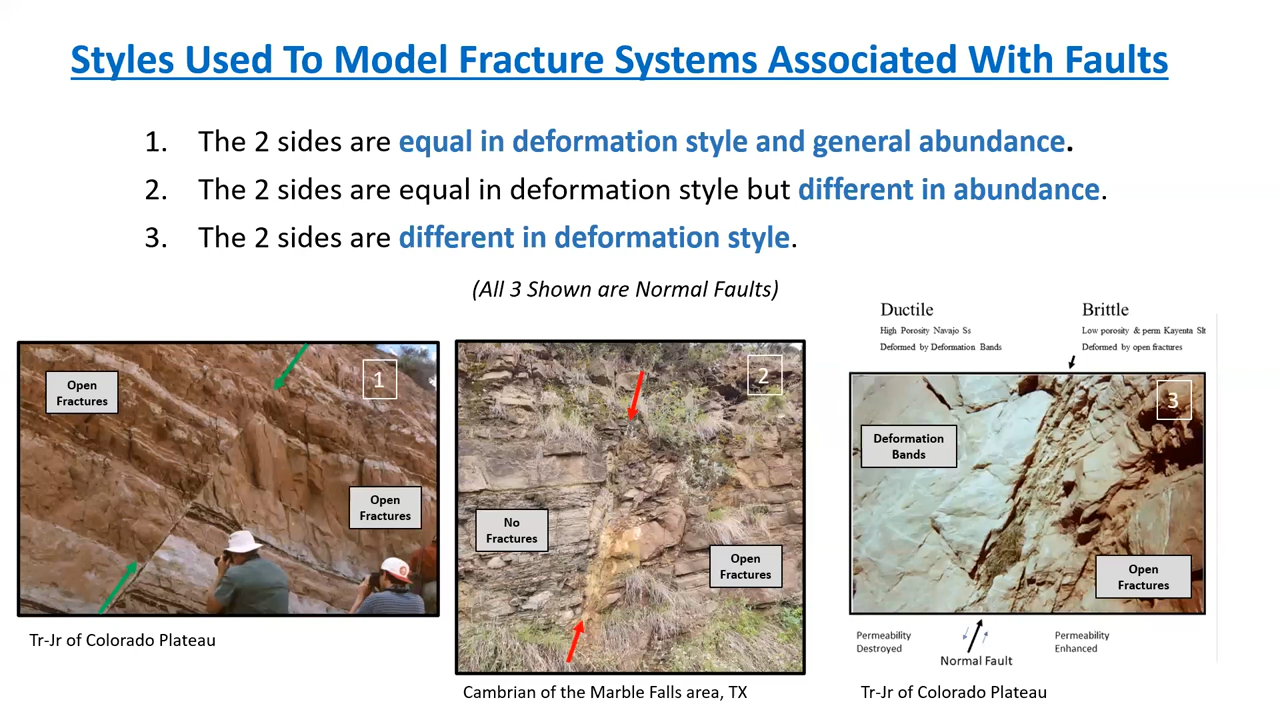 Styles Used To Model Fracture Systems Associated With Faults
1. The 2 sides are equal in deformation style and general abundance.
2. The 2 sides are equal in deformation style but different in abundance.
3. The 2 sides are different in deformation style.
(All 3 Shown are Normal Faults)
1
Open
Fractures
Open
Fractures
Tr-Jr of Colorado Plateau
2
No
Fractures
Open
Fractures
Cambrian of the Marble Falls area, TX
Ductile
High Porosity Navajo Ss
Deformed by Deformation Bands
Brittle
Low porosity & perm Kayenta Slt
Deformed by open fractures
3
Deformation
Bands
Open
Fractures
Permeability
Destroyed
Normal Fault
Permeability
Enhanced
Tr-Jr of Colorado Plateau